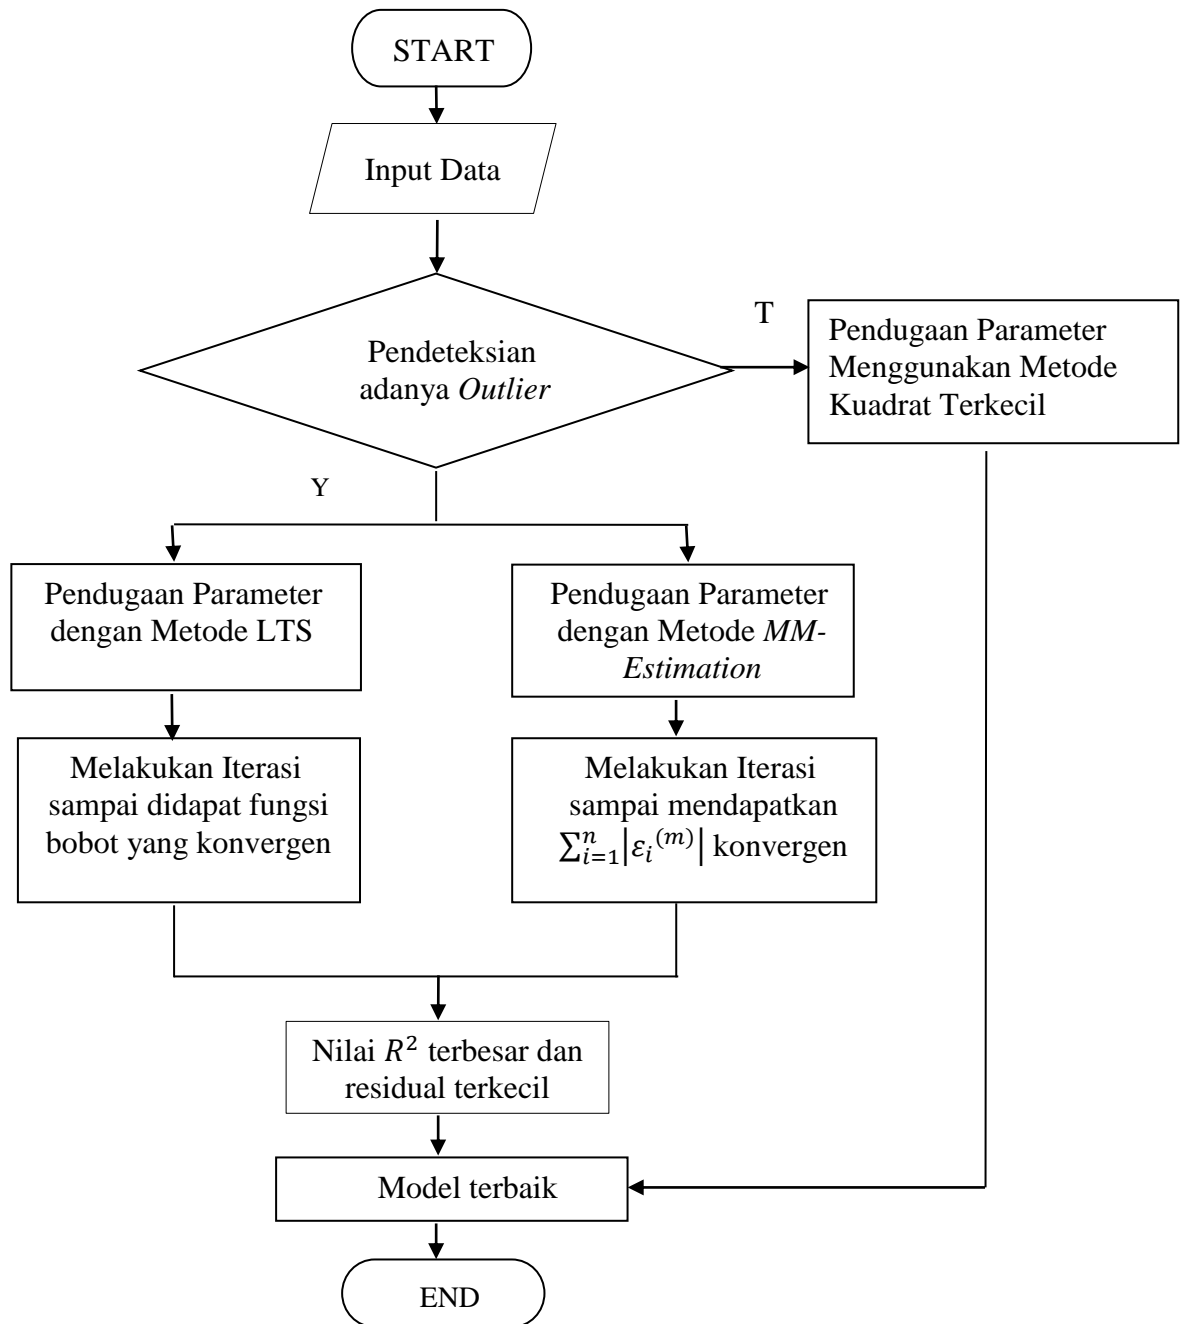 START
Input Data
Pendeteksian
adanya Outlier
T
Pendugaan Parameter
Menggunakan Metode
Kuadrat Terkecil
Y
Pendugaan Parameter
dengan Metode LTS
Pendugaan Parameter
dengan Metode MM-
Estimation
Melakukan Iterasi
sampai didapat fungsi
bobot yang konvergen
Melakukan Iterasi
sampai mendapatkan
∑ⁿᵢ₌₁|εᵢ⁽ᵐ⁾| konvergen
Nilai R² terbesar dan
residual terkecil
Model terbaik
END